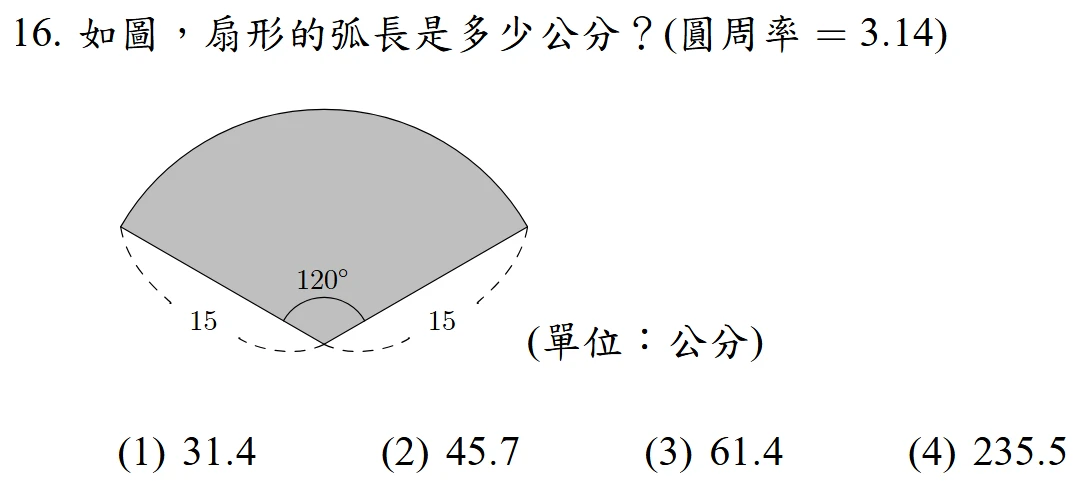 16. 如圖，扇形的弧長是多少公分？(圓周率 = 3.14)
120°
15 15
(單位：公分)
(1) 31.4 (2) 45.7 (3) 61.4 (4) 235.5